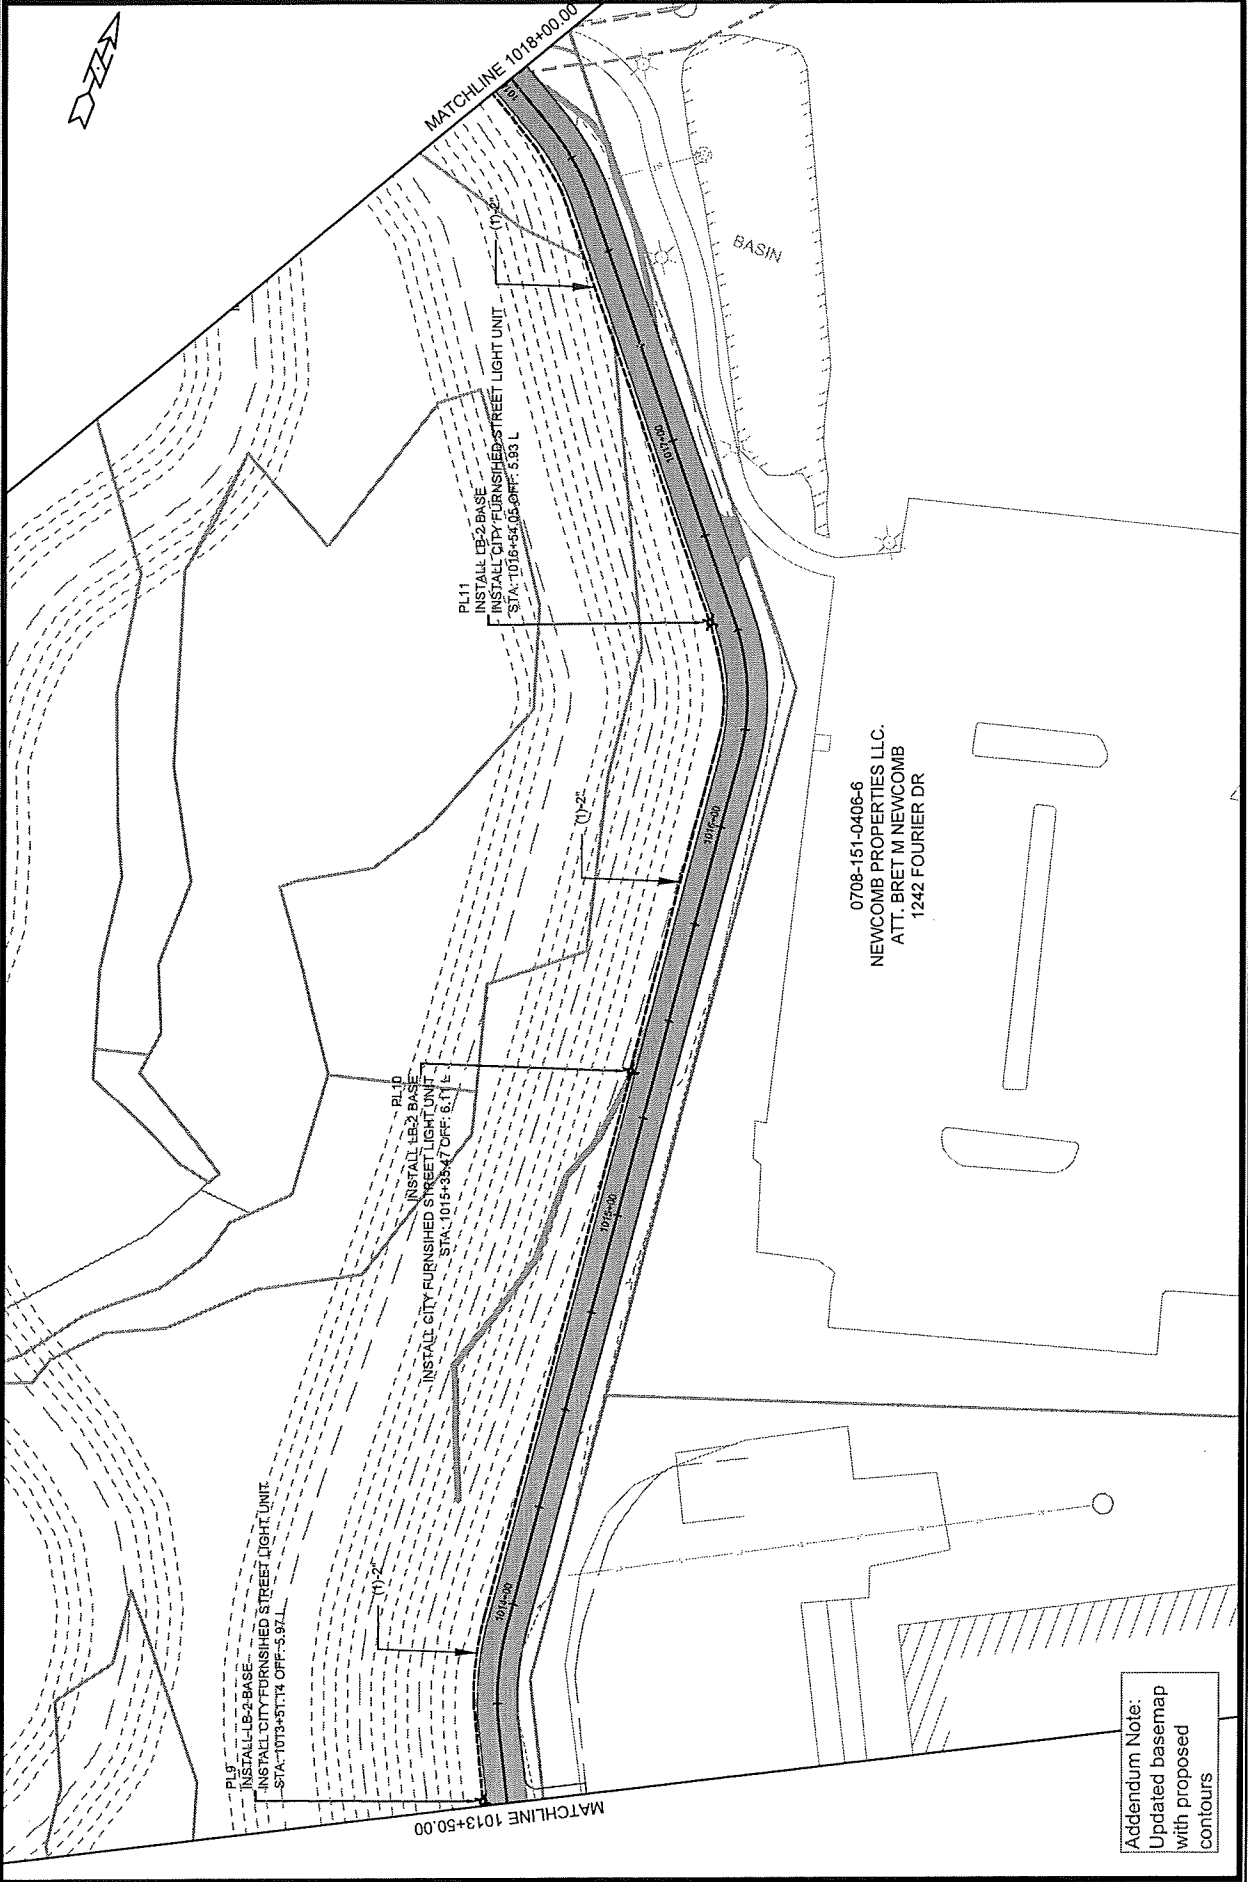 MATCHLINE 1018+00.00
(1)-2"
BASIN
PL11
INSTALL LB-2 BASE
INSTALL CITY FURNSIHED STREET LIGHT UNIT
STA: 1016+54.05 OFF: 5.93 L
1017+00
(1)-2"
1016+00
0708-151-0406-6
NEWCOMB PROPERTIES LLC.
ATT. BRET M NEWCOMB
1242 FOURIER DR
PL10
INSTALL LB-2 BASE
INSTALL CITY FURNSIHED STREET LIGHT UNIT
STA: 1015+35.47 OFF: 6.11 L
1015+00
PL9
INSTALL LB-2 BASE
INSTALL CITY FURNSIHED STREET LIGHT UNIT
STA: 1013+51.14 OFF: 5.97 L
(1)-2"
1014+00
MATCHLINE 1013+50.00
Addendum Note:
Updated basemap
with proposed
contours